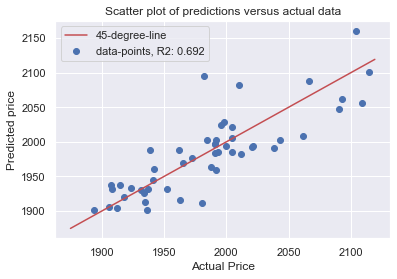 Scatter plot of predictions versus actual data
45-degree-line
data-points, R2: 0.692
Predicted price
2150
2100
2050
2000
1950
1900
1900
1950
2000
2050
2100
Actual Price